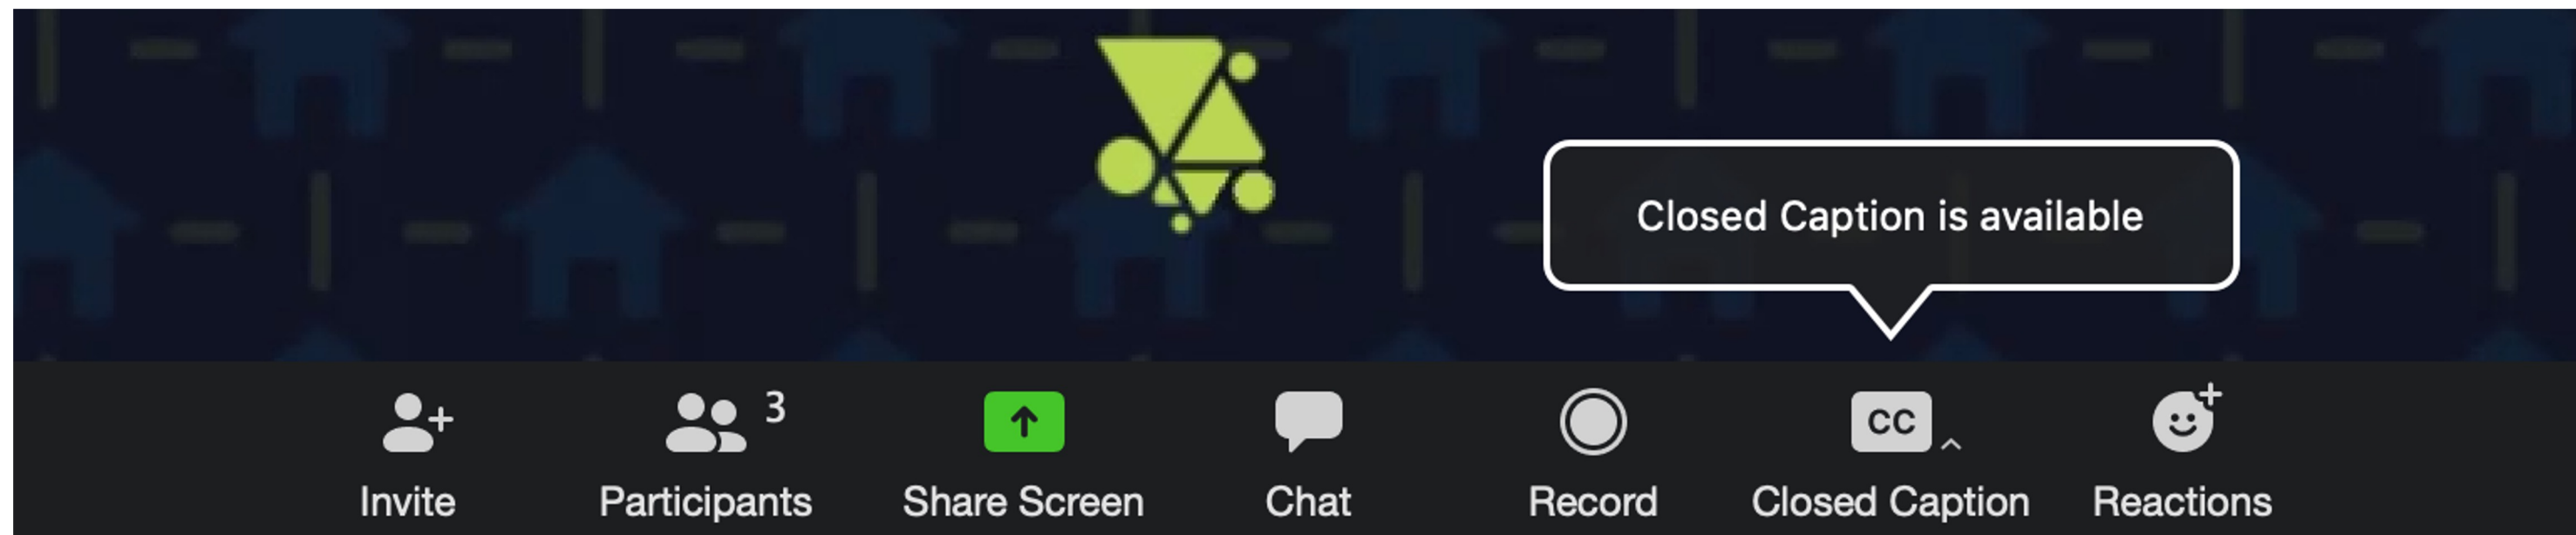 Closed Caption is available
3
CC
Invite
Participants
Share Screen
Chat
Record
Closed Caption
Reactions